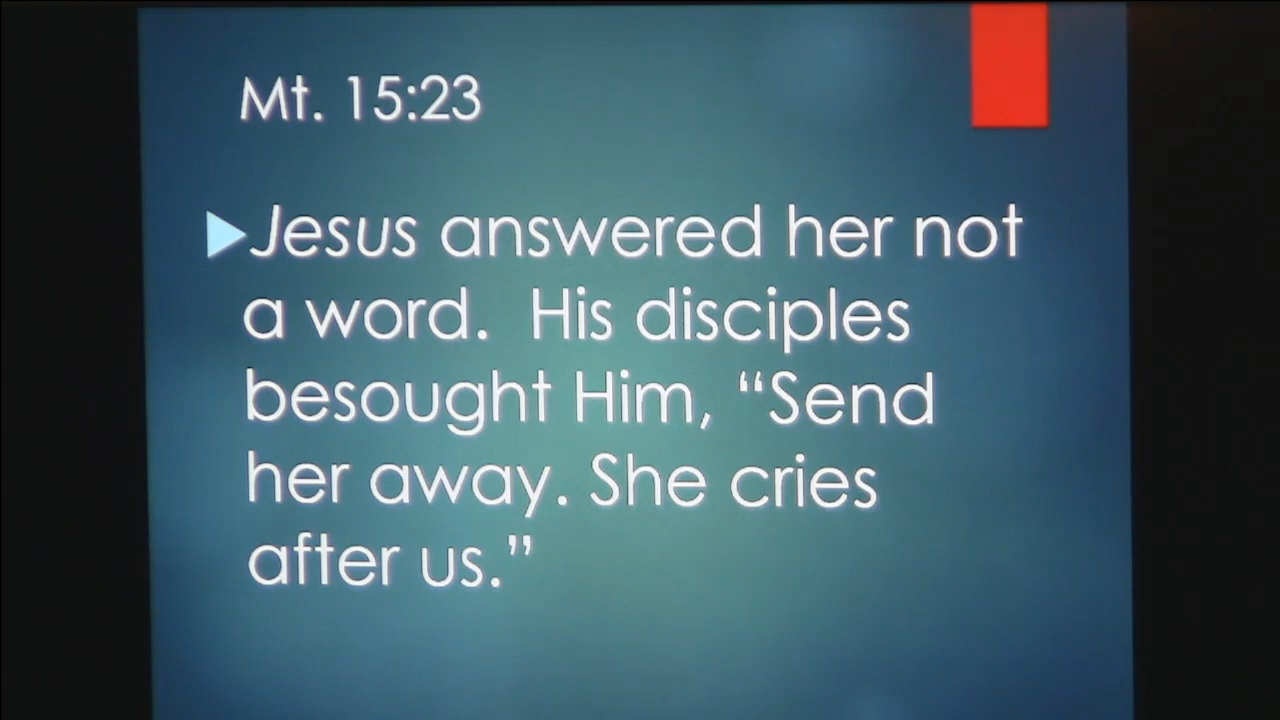 Mt. 15:23
Jesus answered her not
a word.  His disciples
besought Him, “Send
her away. She cries
after us.”